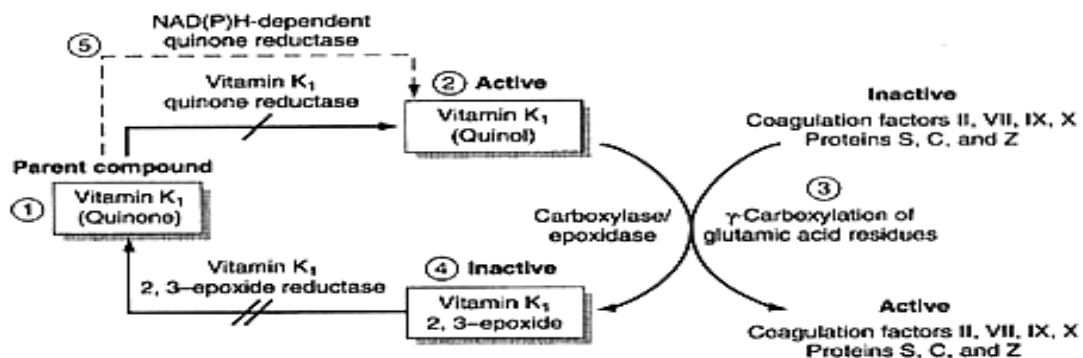 NAD(P)H-dependent
quinone reductase
⑤
Vitamin K₁
quinone reductase
② Active
Vitamin K₁
(Quinol)
Inactive
Coagulation factors II, VII, IX, X
Proteins S, C, and Z
Parent compound
① Vitamin K₁
(Quinone)
Carboxylase/
epoxidase
③
γ-Carboxylation of
glutamic acid residues
Vitamin K₁
2, 3-epoxide reductase
④ Inactive
Vitamin K₁
2, 3-epoxide
Active
Coagulation factors II, VII, IX, X
Proteins S, C, and Z